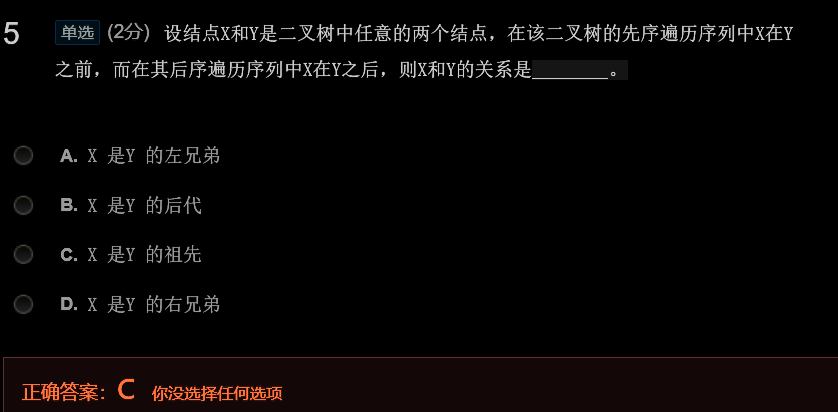 5 单选 (2分) 设结点X和Y是二叉树中任意的两个结点，在该二叉树的先序遍历序列中X在Y
之前，而在其后序遍历序列中X在Y之后，则X和Y的关系是________。
A. X 是Y 的左兄弟
B. X 是Y 的后代
C. X 是Y 的祖先
D. X 是Y 的右兄弟
正确答案：C 你没选择任何选项